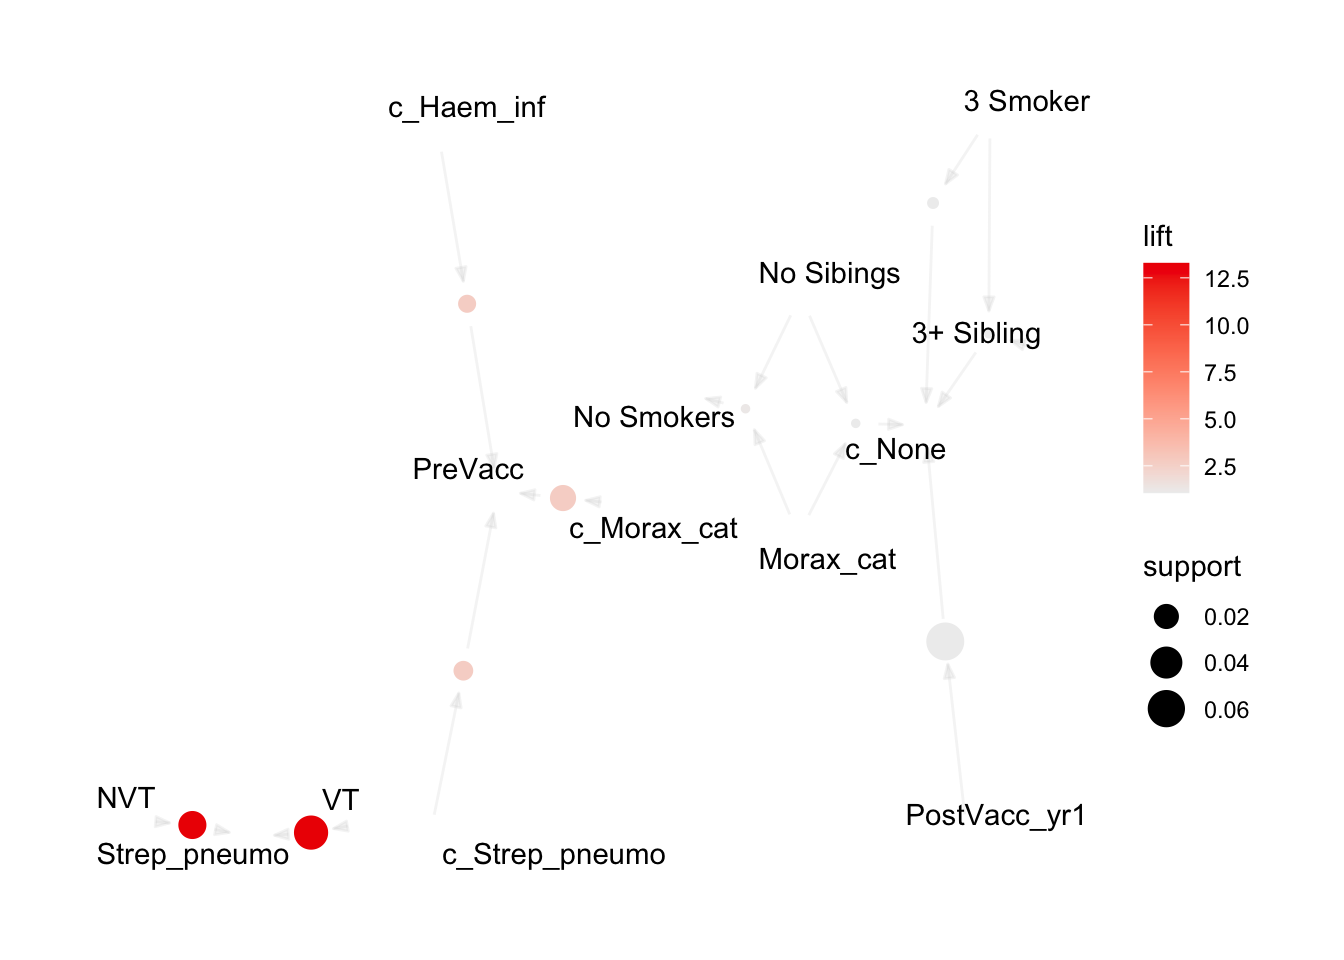 c_Haem_inf
3 Smoker
No Sibings
3+ Sibling
No Smokers
c_None
PreVacc
c_Morax_cat
Morax_cat
NVT
VT
Strep_pneumo
c_Strep_pneumo
PostVacc_yr1
lift
12.5
10.0
7.5
5.0
2.5
support
0.02
0.04
0.06